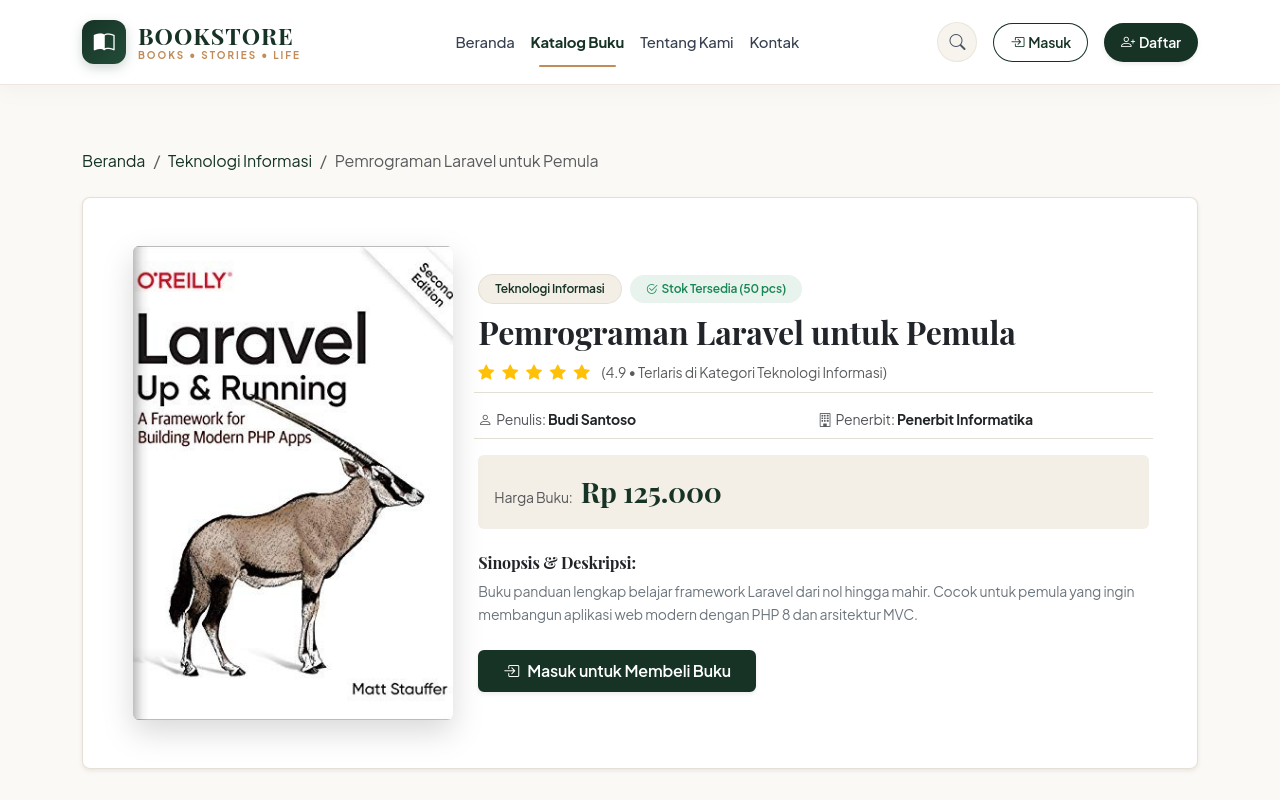 BOOKSTORE
BOOKS • STORIES • LIFE
Beranda
Katalog Buku
Tentang Kami
Kontak
Masuk
Daftar
Beranda / Teknologi Informasi / Pemrograman Laravel untuk Pemula
O'REILLY®
Second
Edition
Laravel
Up & Running
A Framework for
Building Modern PHP Apps
Matt Stauffer
Teknologi Informasi
Stok Tersedia (50 pcs)
Pemrograman Laravel untuk Pemula
(4.9 • Terlaris di Kategori Teknologi Informasi)
Penulis: Budi Santoso
Penerbit: Penerbit Informatika
Harga Buku: Rp 125.000
Sinopsis & Deskripsi:
Buku panduan lengkap belajar framework Laravel dari nol hingga mahir. Cocok untuk pemula yang ingin
membangun aplikasi web modern dengan PHP 8 dan arsitektur MVC.
Masuk untuk Membeli Buku